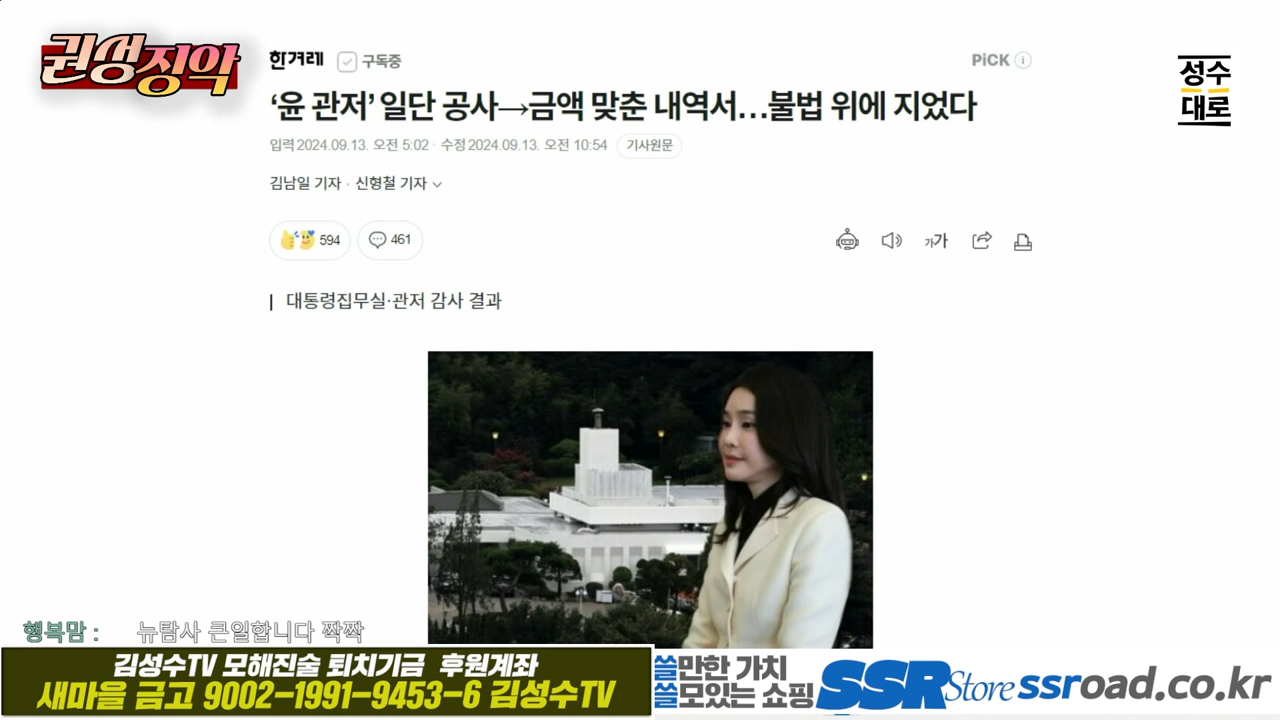 권성징악
한겨레
구독중
PiCK
성수
대로
‘윤 관저’ 일단 공사→금액 맞춘 내역서…불법 위에 지었다
입력 2024.09.13. 오전 5:02 · 수정 2024.09.13. 오전 10:54
기사원문
김남일 기자 · 신형철 기자
594
461
가가
대통령집무실·관저 감사 결과
행복맘 : 뉴탐사 큰일합니다 짝짝
김성수TV 모해진술 퇴치기금 후원계좌
새마을 금고 9002-1991-9453-6 김성수TV
쓸만한 가치
쓸모있는 쇼핑
SSR Store ssroad.co.kr